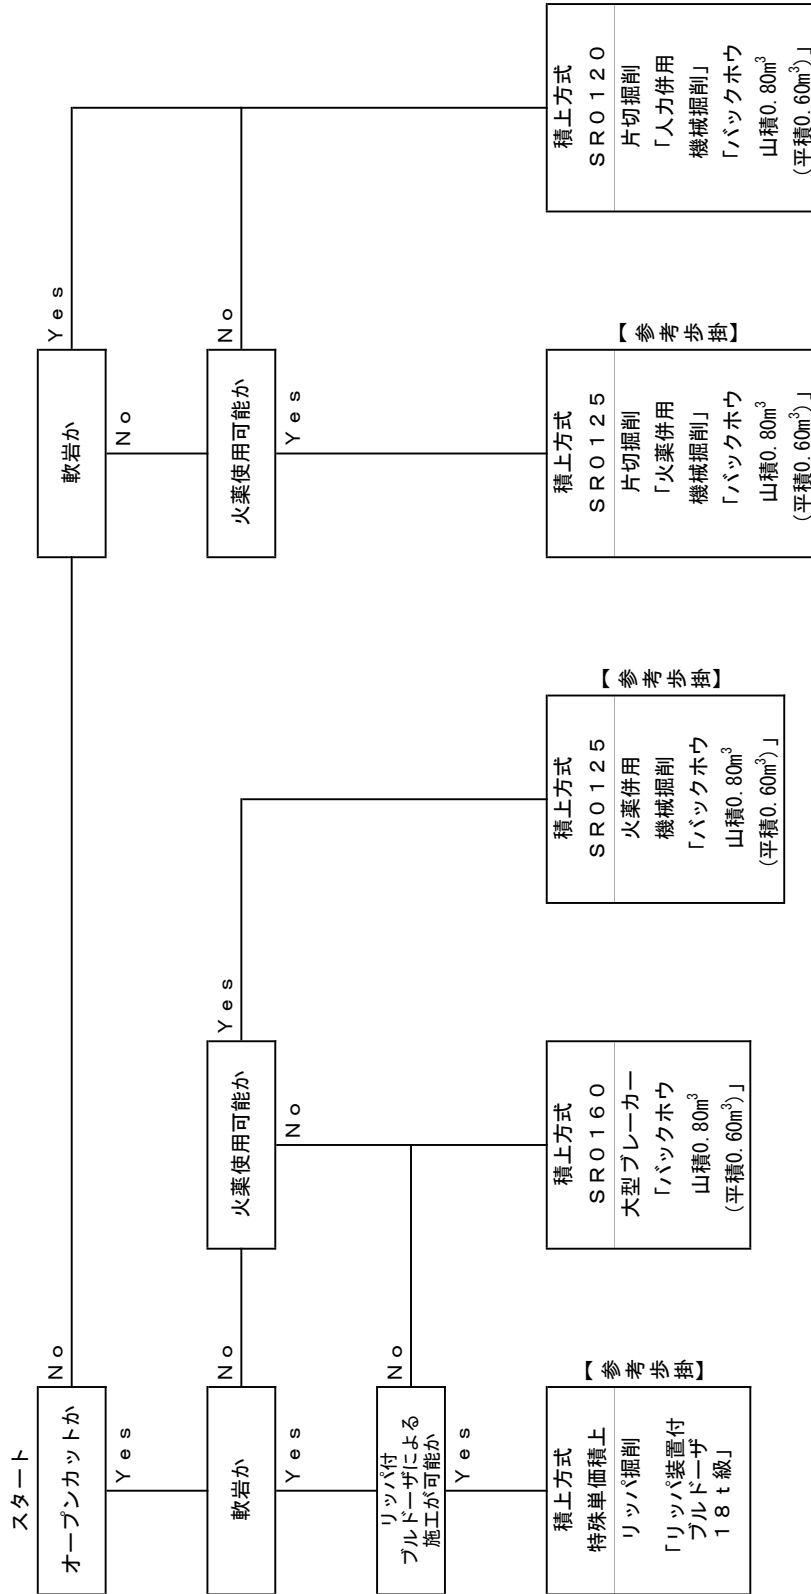 スタート
オープンカットか
No
Yes
軟岩か
Yes
No
軟岩か
No
Yes
火薬使用可能か
Yes
No
火薬使用可能か
No
Yes
リッパ付
ブルドーザによる
施工が可能か
No
Yes
積上方式
特殊単価積上
リッパ掘削
「リッパ装置付
ブルドーザ
18t級」
【参考歩掛】
積上方式
SR0160
大型ブレーカー
「バックホウ
山積0.80m³
(平積0.60m³)」
積上方式
SR0125
火薬併用
機械掘削
「バックホウ
山積0.80m³
(平積0.60m³)」
【参考歩掛】
積上方式
SR0125
片切掘削
「火薬併用
機械掘削」
「バックホウ
山積0.80m³
(平積0.60m³)」
【参考歩掛】
積上方式
SR0120
片切掘削
「人力併用
機械掘削」
「バックホウ
山積0.80m³
(平積0.60m³)」